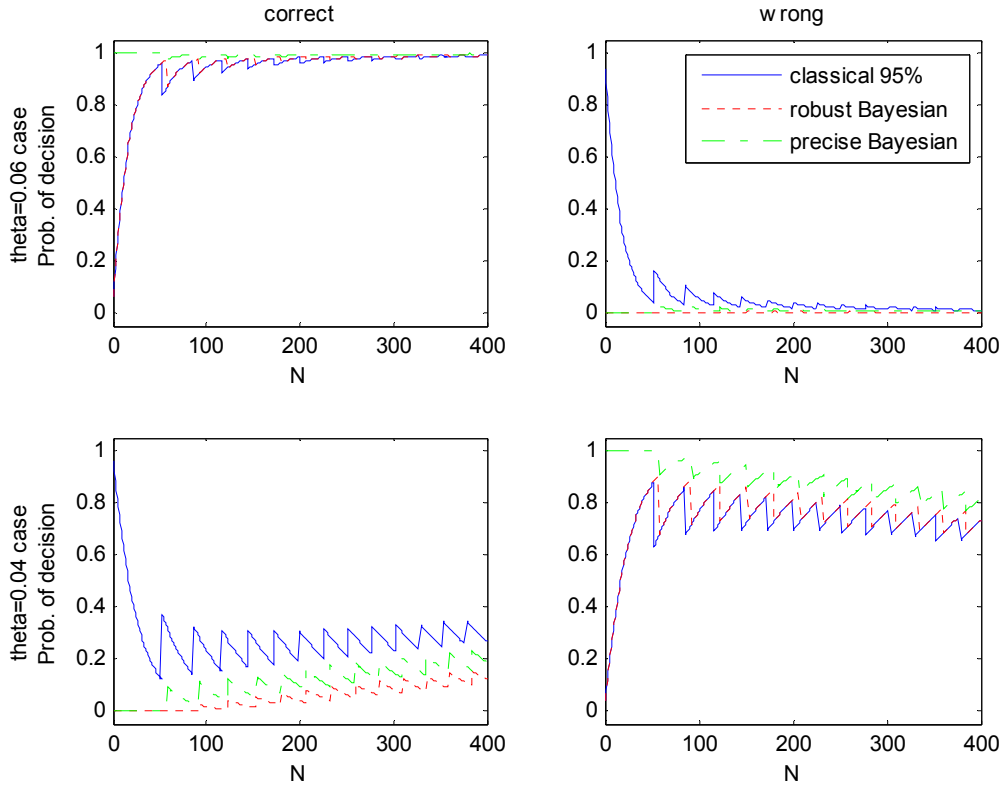 correct
w rong
theta=0.06 case
Prob. of decision
1
0.8
0.6
0.4
0.2
0
0 100 200 300 400
N
1
0.8
0.6
0.4
0.2
0
classical 95%
robust Bayesian
precise Bayesian
0 100 200 300 400
N
theta=0.04 case
Prob. of decision
1
0.8
0.6
0.4
0.2
0
0 100 200 300 400
N
1
0.8
0.6
0.4
0.2
0
0 100 200 300 400
N